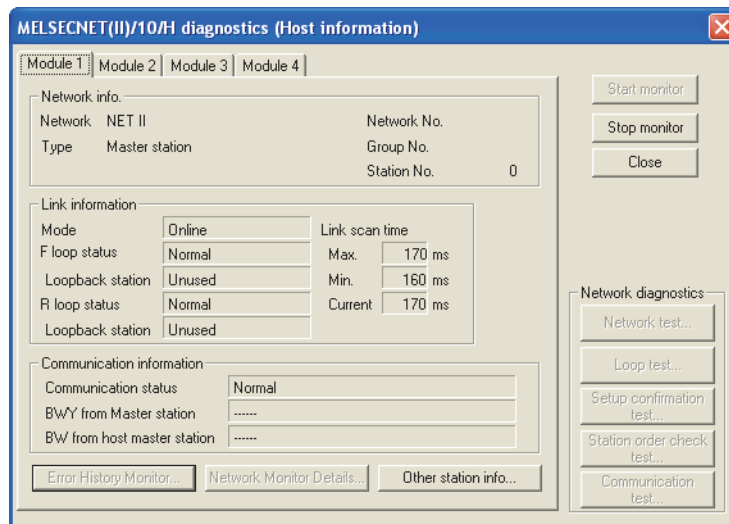 MELSECNET(II)/10/H diagnostics (Host information)
Module 1 Module 2 Module 3 Module 4
Network info.
Network NET II Network No.
Type Master station Group No.
Station No. 0
Link information
Mode Online Link scan time
F loop status Normal Max. 170 ms
Loopback station Unused Min. 160 ms
R loop status Normal Current 170 ms
Loopback station Unused
Communication information
Communication status Normal
BWY from Master station ------
BW from host master station ------
Error History Monitor... Network Monitor Details... Other station info...
Start monitor
Stop monitor
Close
Network diagnostics
Network test...
Loop test...
Setup confirmation
test...
Station order check
test...
Communication
test...